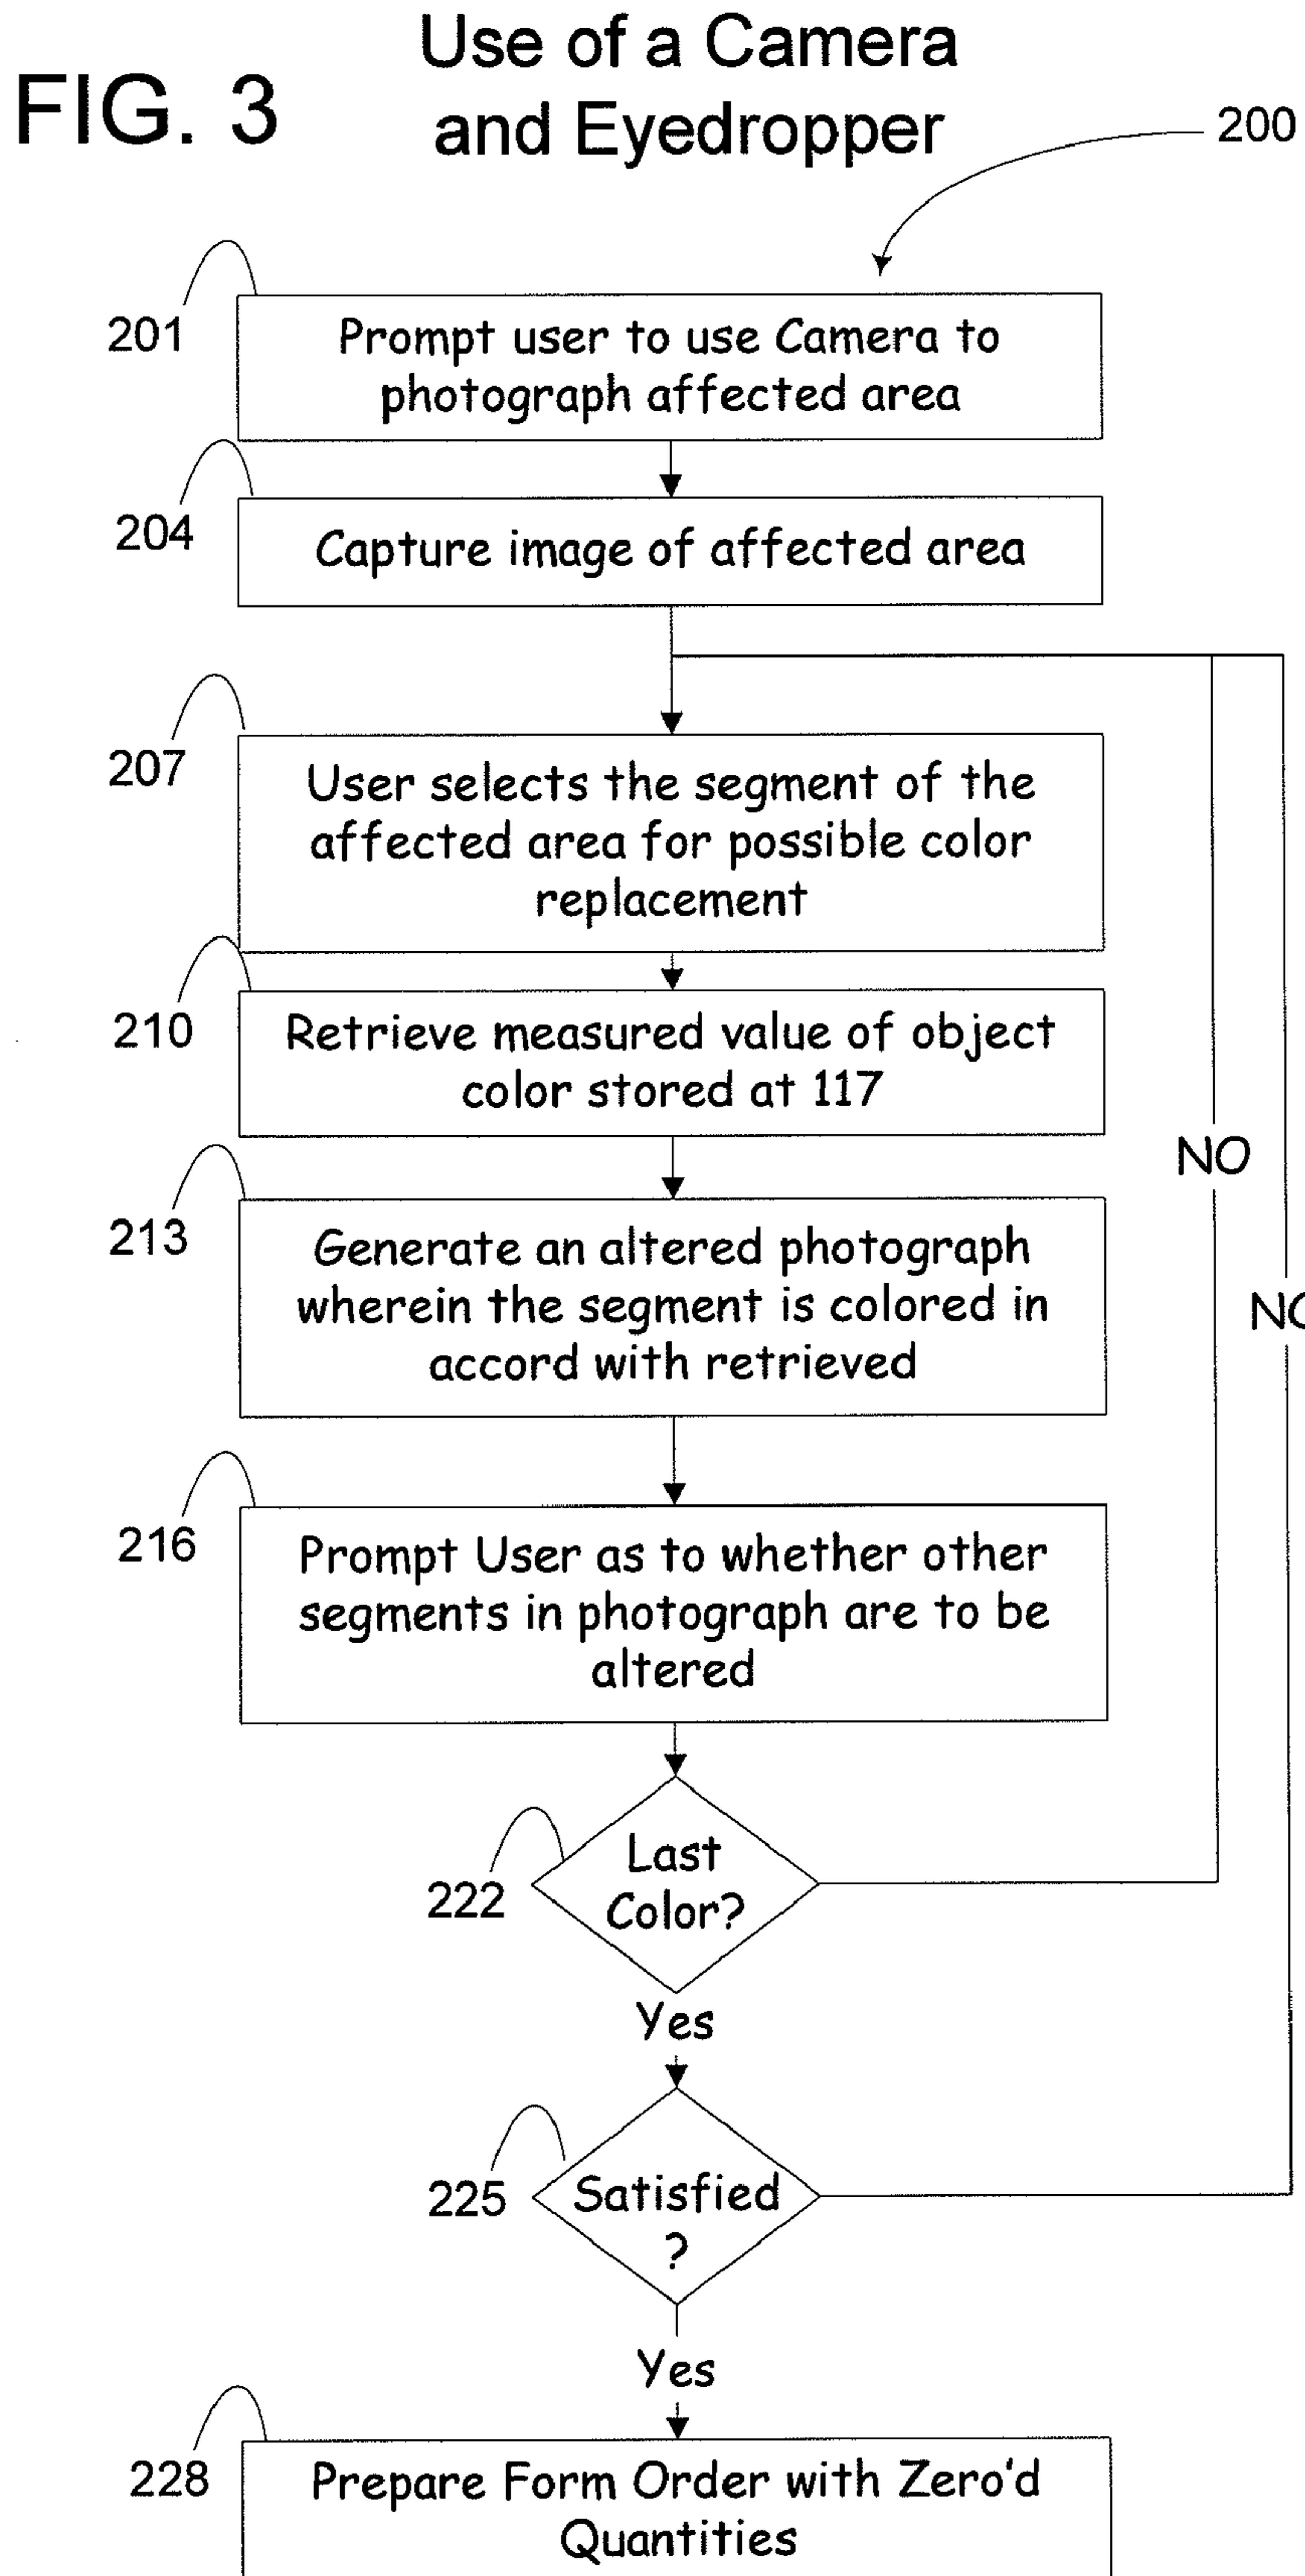 Use of a Camera
and Eyedropper
FIG. 3
200
201
Prompt user to use Camera to
photograph affected area
204
Capture image of affected area
207
User selects the segment of the
affected area for possible color
replacement
210
Retrieve measured value of object
color stored at 117
NO
213
Generate an altered photograph
wherein the segment is colored in
accord with retrieved
216
Prompt User as to whether other
segments in photograph are to be
altered
222
Last
Color?
Yes
225
Satisfied
?
Yes
228
Prepare Form Order with Zero'd
Quantities